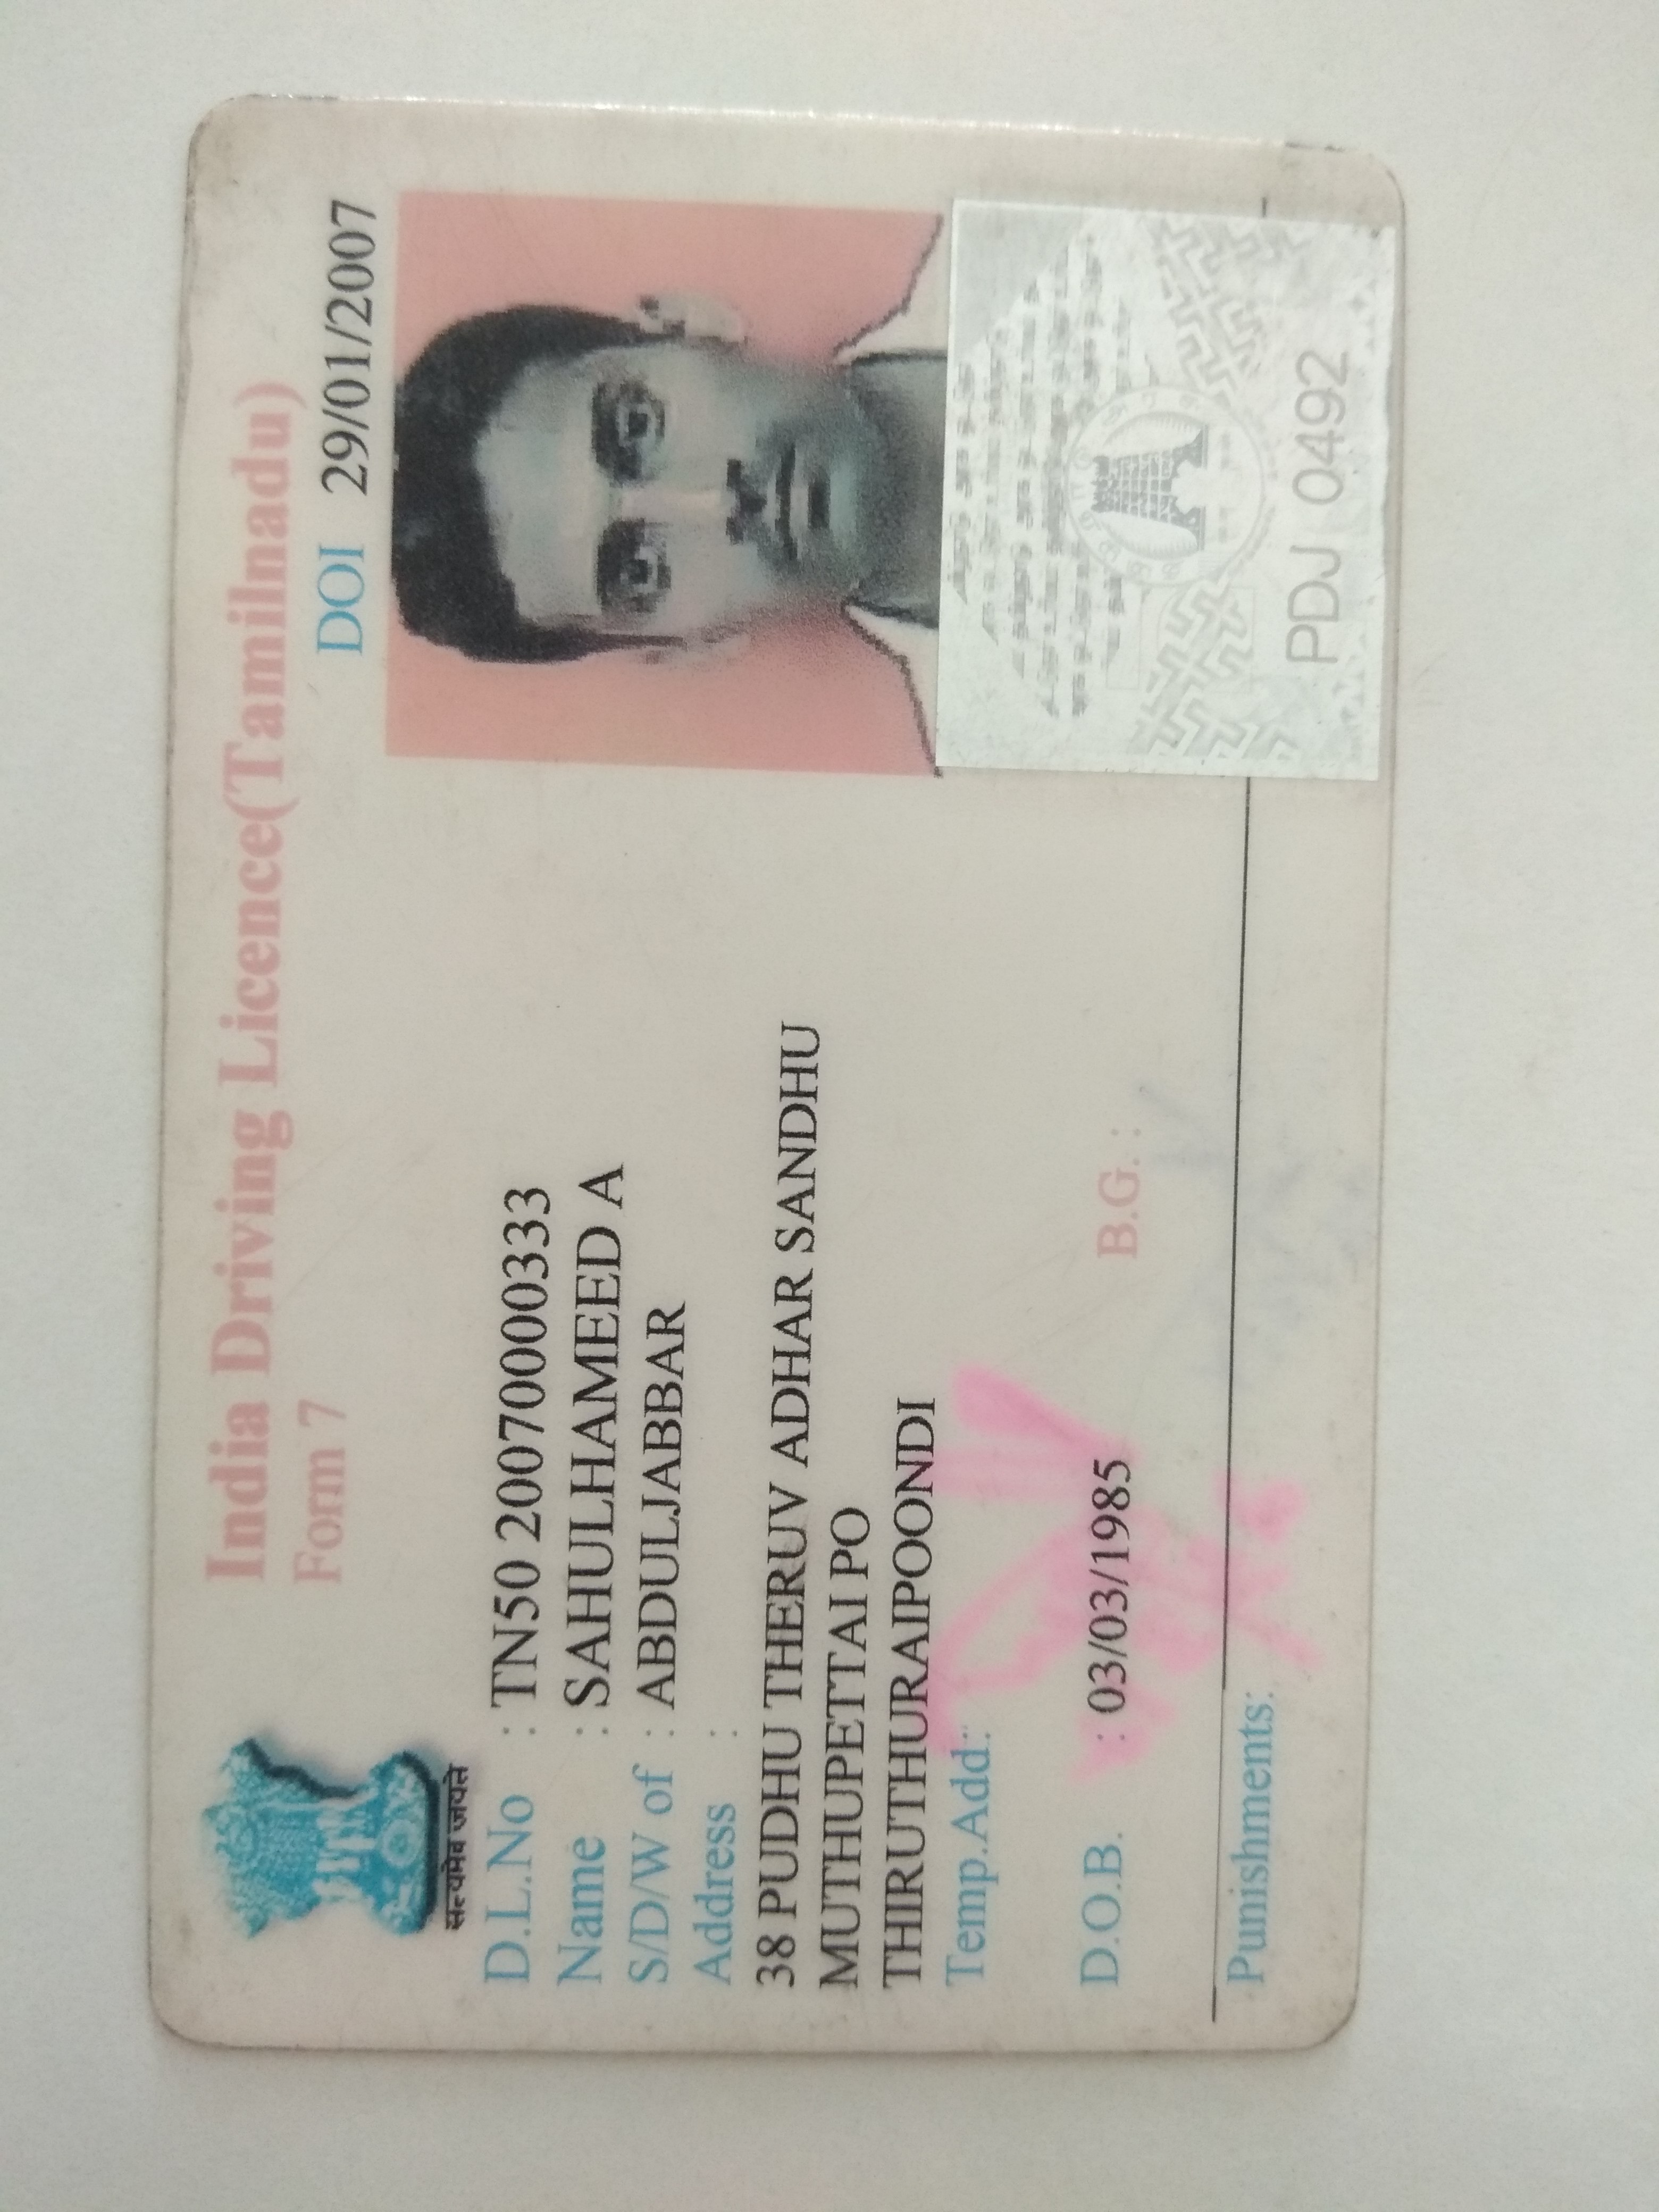 India Driving Licence(Tamilnadu)
Form 7
DOI 29/01/2007
सत्यमेव जयते
D.L.No : TN50 20070000333
Name : SAHULHAMEED A
S/D/W of : ABDULJABBAR
Address :
38 PUDHU THERUV ADHAR SANDHU
MUTHUPETTAI PO
THIRUTHURAIPOONDI
Temp.Add:
D.O.B. : 03/03/1985 B.G. :
Punishments:
PDJ 0492